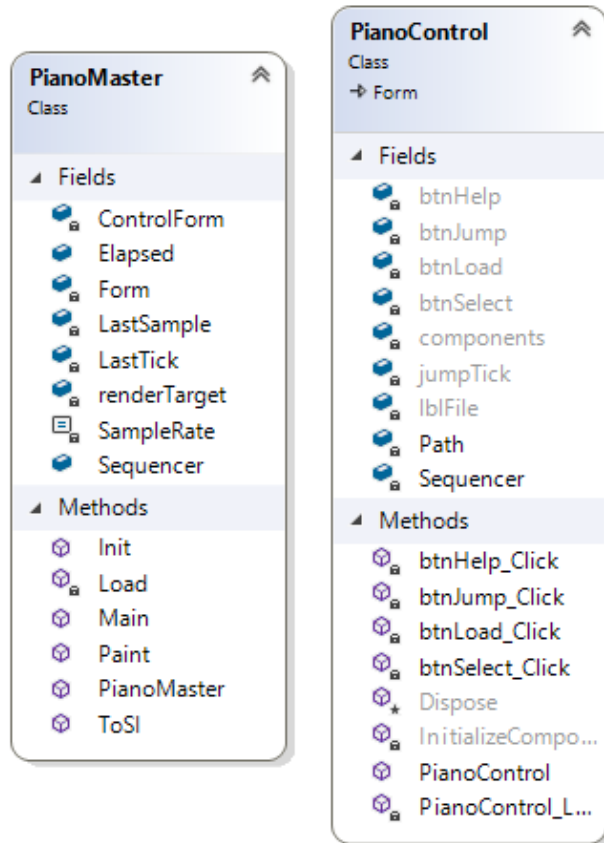 PianoMaster
Class
Fields
ControlForm
Elapsed
Form
LastSample
LastTick
renderTarget
SampleRate
Sequencer
Methods
Init
Load
Main
Paint
PianoMaster
ToSI
PianoControl
Class
Form
Fields
btnHelp
btnJump
btnLoad
btnSelect
components
jumpTick
lblFile
Path
Sequencer
Methods
btnHelp_Click
btnJump_Click
btnLoad_Click
btnSelect_Click
Dispose
InitializeCompo...
PianoControl
PianoControl_L...